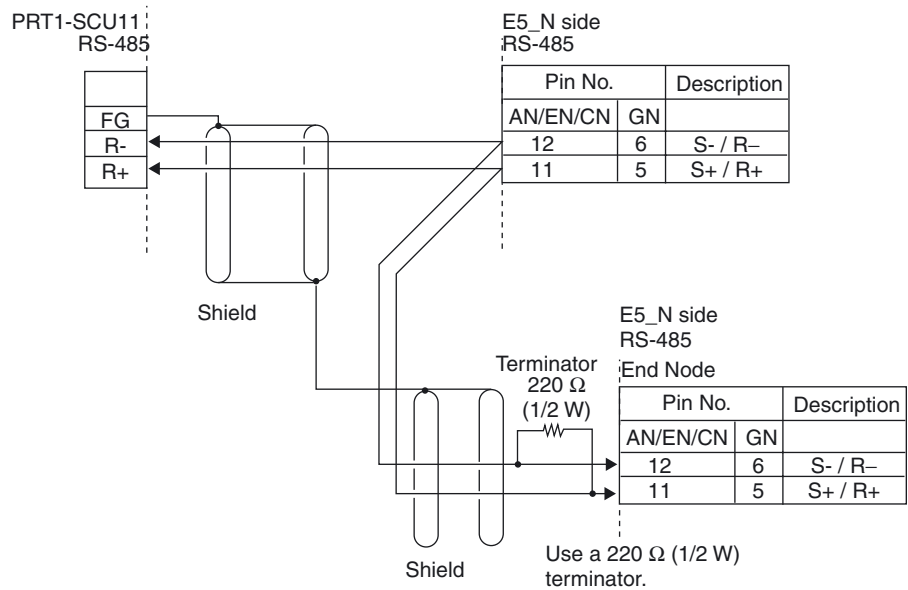 PRT1-SCU11
RS-485
FG
R-
R+
Shield
E5_N side
RS-485
Pin No. Description
AN/EN/CN GN
12 6 S- / R−
11 5 S+ / R+
Terminator
220 Ω
(1/2 W)
E5_N side
RS-485
End Node
Pin No. Description
AN/EN/CN GN
12 6 S- / R−
11 5 S+ / R+
Shield
Use a 220 Ω (1/2 W)
terminator.